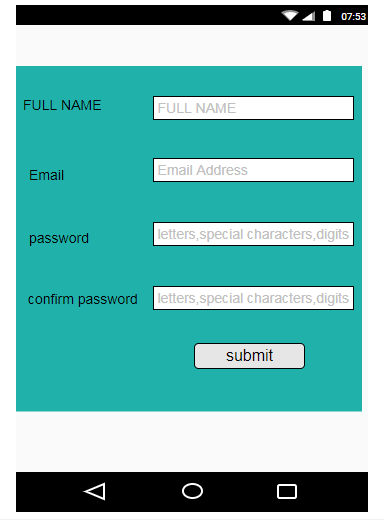 07:53
FULL NAME FULL NAME
Email Email Address
password letters,special characters,digits
confirm password letters,special characters,digits
submit